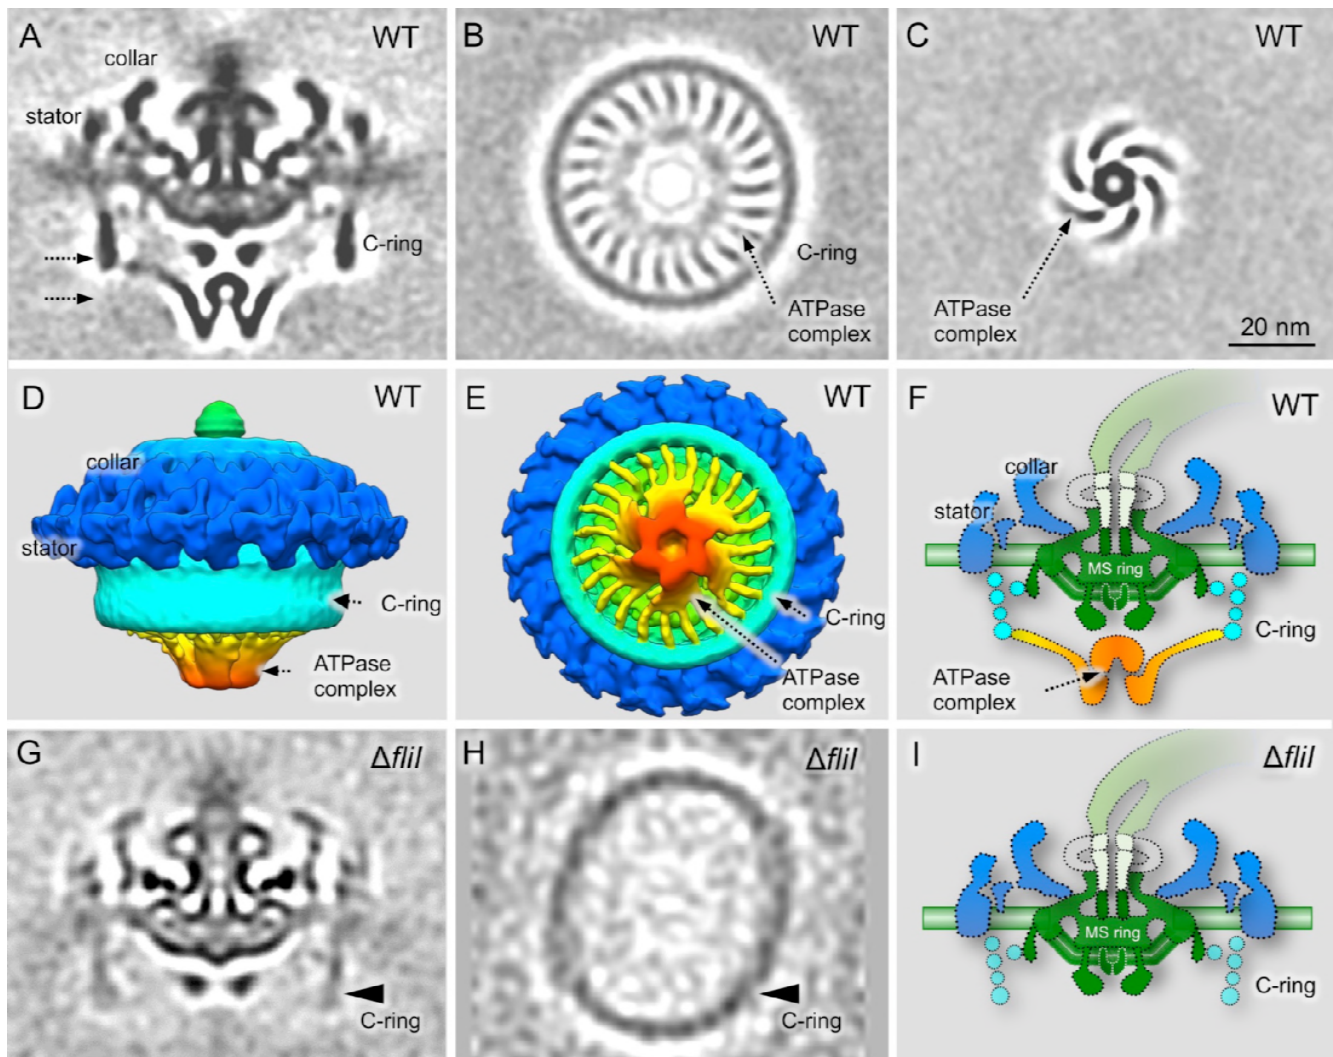 A
WT
collar
stator
C-ring
B
WT
C-ring
ATPase
complex
C
WT
ATPase
complex
20 nm
D
WT
collar
stator
C-ring
ATPase
complex
E
WT
C-ring
ATPase
complex
F
WT
collar
stator
MS ring
C-ring
ATPase
complex
G
ΔfliI
C-ring
H
ΔfliI
C-ring
I
ΔfliI
MS ring
C-ring